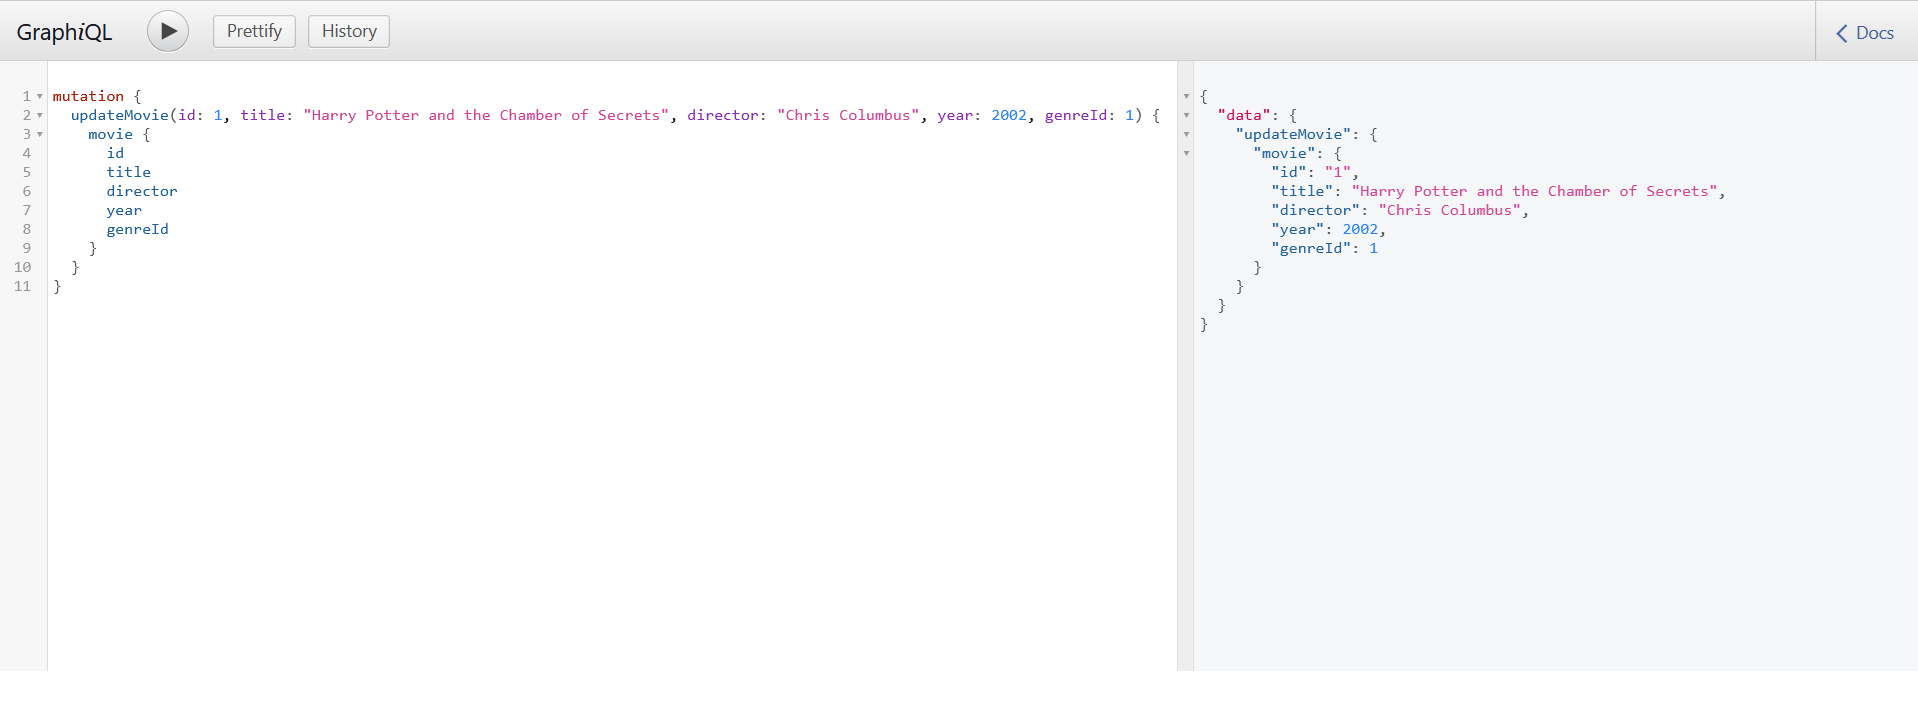 GraphiQL Prettify History Docs
1 mutation {
2 updateMovie(id: 1, title: "Harry Potter and the Chamber of Secrets", director: "Chris Columbus", year: 2002, genreId: 1) {
3 movie {
4 id
5 title
6 director
7 year
8 genreId
9 }
10 }
11 }
{
"data": {
"updateMovie": {
"movie": {
"id": "1",
"title": "Harry Potter and the Chamber of Secrets",
"director": "Chris Columbus",
"year": 2002,
"genreId": 1
}
}
}
}